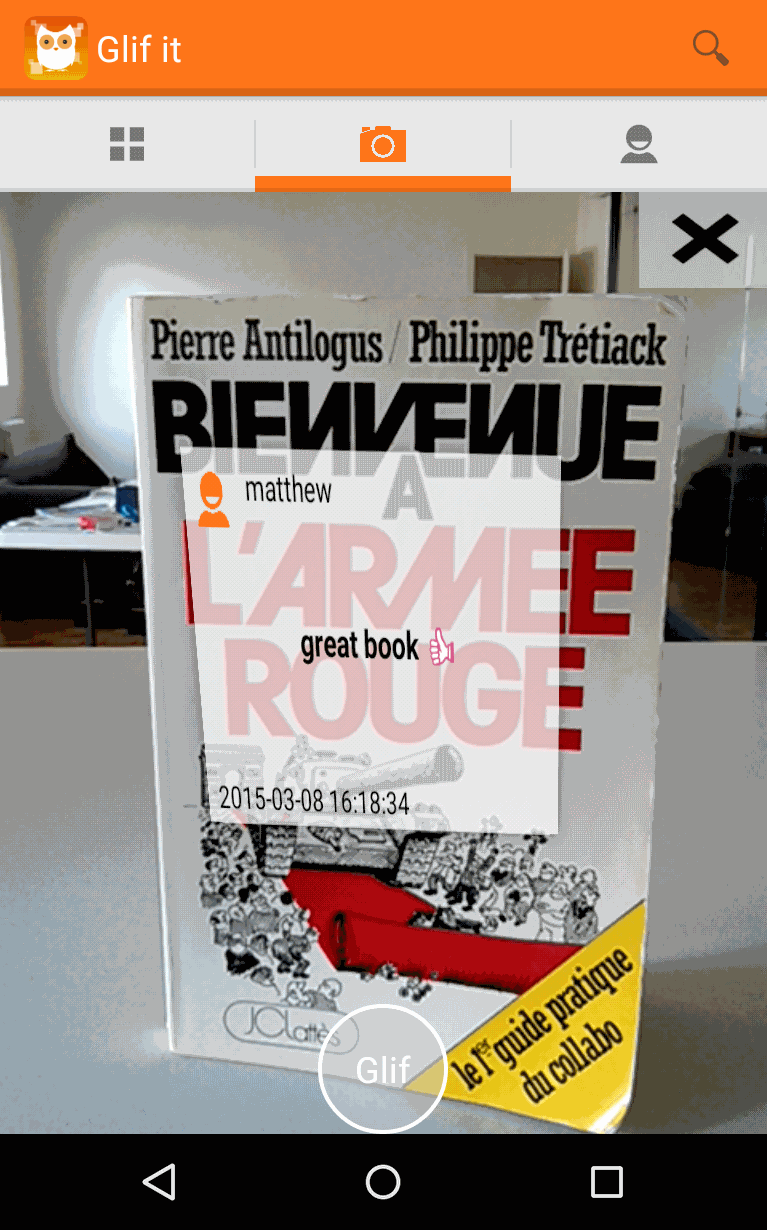 Glif it
Pierre Antilogus / Philippe Trétiack
BIENVENUE
A
matthew
L'ARMEE
great book
ROUGE
2015-03-08 16:18:34
JCLattès
le 1er guide pratique
du collabo
Glif